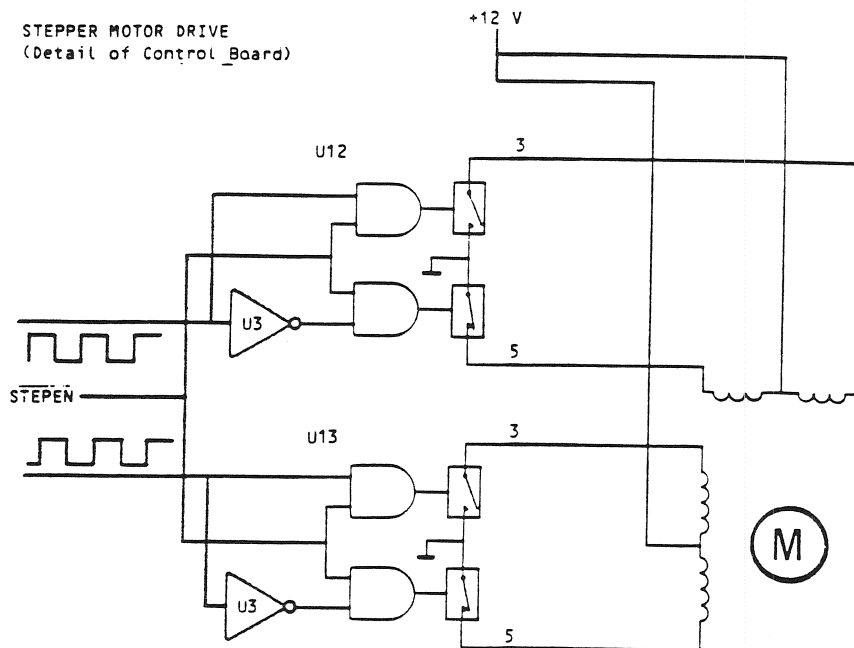 STEPPER MOTOR DRIVE
(Detail of Control Board)
+12 V
U12
3
U3
5
STEPEN
U13
3
M
U3
5